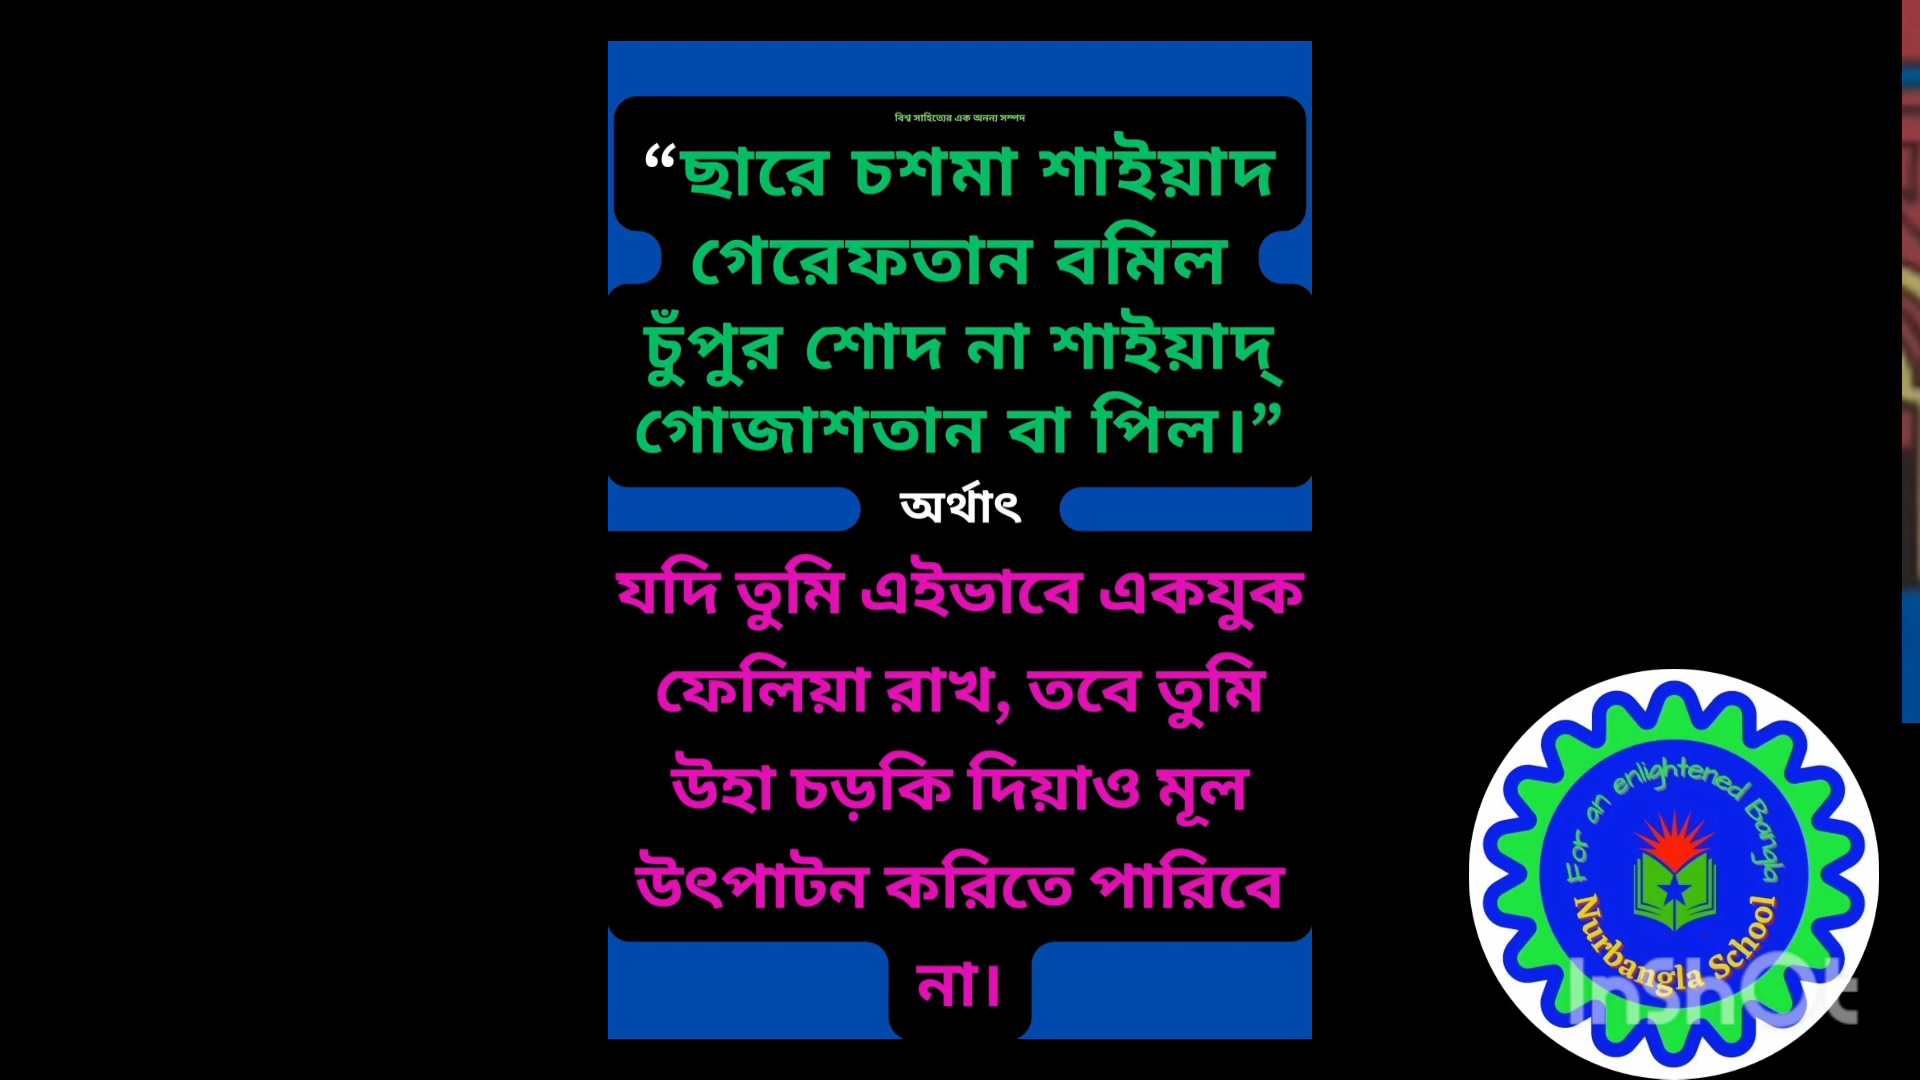 বিশ্ব সাহিত্যের এক অনন্য সম্পদ
“ছারে চশমা শাইয়াদ
গেরেফতান বমিল
চুঁপুর শোদ না শাইয়াদ্
গোজাশতান বা পিল।”
অর্থাৎ
যদি তুমি এইভাবে একযুক
ফেলিয়া রাখ, তবে তুমি
উহা চড়কি দিয়াও মূল
উৎপাটন করিতে পারিবে
না।
For an enlightened Bangla
Nurbangla School
InShOt